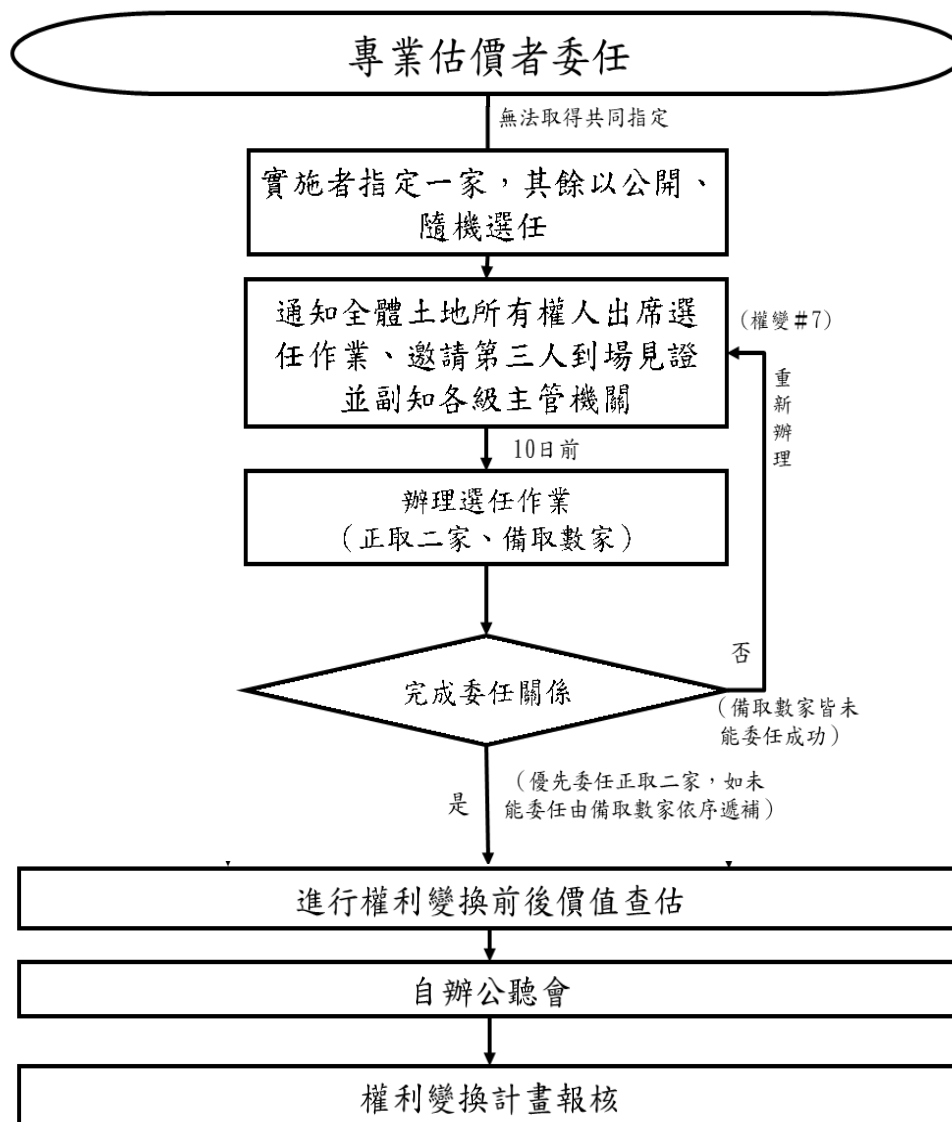 專業估價者委任
無法取得共同指定
實施者指定一家，其餘以公開、
隨機選任
通知全體土地所有權人出席選
任作業、邀請第三人到場見證
並副知各級主管機關
(權變#7)
重新辦理
10日前
辦理選任作業
（正取二家、備取數家）
完成委任關係
否
（備取數家皆未
能委任成功）
是
（優先委任正取二家，如未
能委任由備取數家依序遞補）
進行權利變換前後價值查估
自辦公聽會
權利變換計畫報核